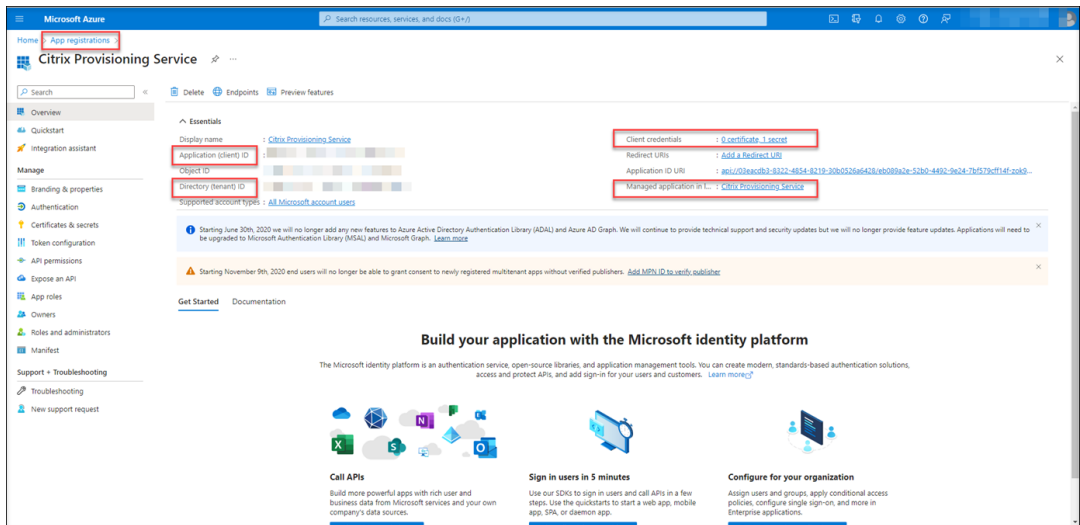 Microsoft Azure
Search resources, services, and docs (G+/)
Home > App registrations >
Citrix Provisioning Service
Search
Delete
Endpoints
Preview features
Overview
Quickstart
Integration assistant
Manage
Branding & properties
Authentication
Certificates & secrets
Token configuration
API permissions
Expose an API
App roles
Owners
Roles and administrators
Manifest
Support + Troubleshooting
Troubleshooting
New support request
Essentials
Display name : Citrix Provisioning Service
Application (client) ID :
Object ID
Directory (tenant) ID
Supported account types : All Microsoft account users
Client credentials : 0 certificate, 1 secret
Redirect URIs : Add a Redirect URI
Application ID URI : api://03eacdb3-8322-4854-8219-30b0526a6428/eb089a2e-52b0-4492-9e24-7bf579cff14f-zok9...
Managed application in l... : Citrix Provisioning Service
Starting June 30th, 2020 we will no longer add any new features to Azure Active Directory Authentication Library (ADAL) and Azure AD Graph. We will continue to provide technical support and security updates but we will no longer provide feature updates. Applications will need to
be upgraded to Microsoft Authentication Library (MSAL) and Microsoft Graph. Learn more
Starting November 9th, 2020 end users will no longer be able to grant consent to newly registered multitenant apps without verified publishers. Add MPN ID to verify publisher
Get Started
Documentation
Build your application with the Microsoft identity platform
The Microsoft identity platform is an authentication service, open-source libraries, and application management tools. You can create modern, standards-based authentication solutions,
access and protect APIs, and add sign-in for your users and customers. Learn more
Call APIs
Build more powerful apps with rich user and
business data from Microsoft services and your own
company's data sources.
Sign in users in 5 minutes
Use our SDKs to sign in users and call APIs in a few
steps. Use the quickstarts to start a web app, mobile
app, SPA, or daemon app.
Configure for your organization
Assign users and groups, apply conditional access
policies, configure single sign-on, and more in
Enterprise applications.